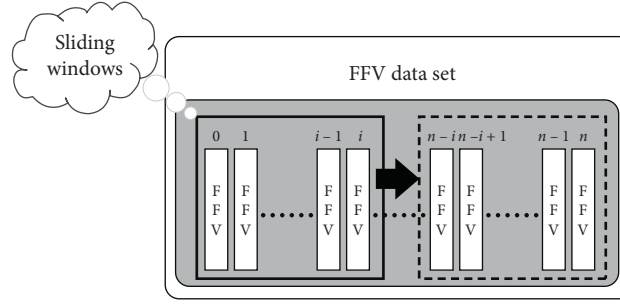 Sliding
windows
FFV data set
0 1 i – 1 i n – i n – i + 1 n – 1 n
F F F F F F F F
F F F F F F F F
V V ...... V V ...... V V ...... V V